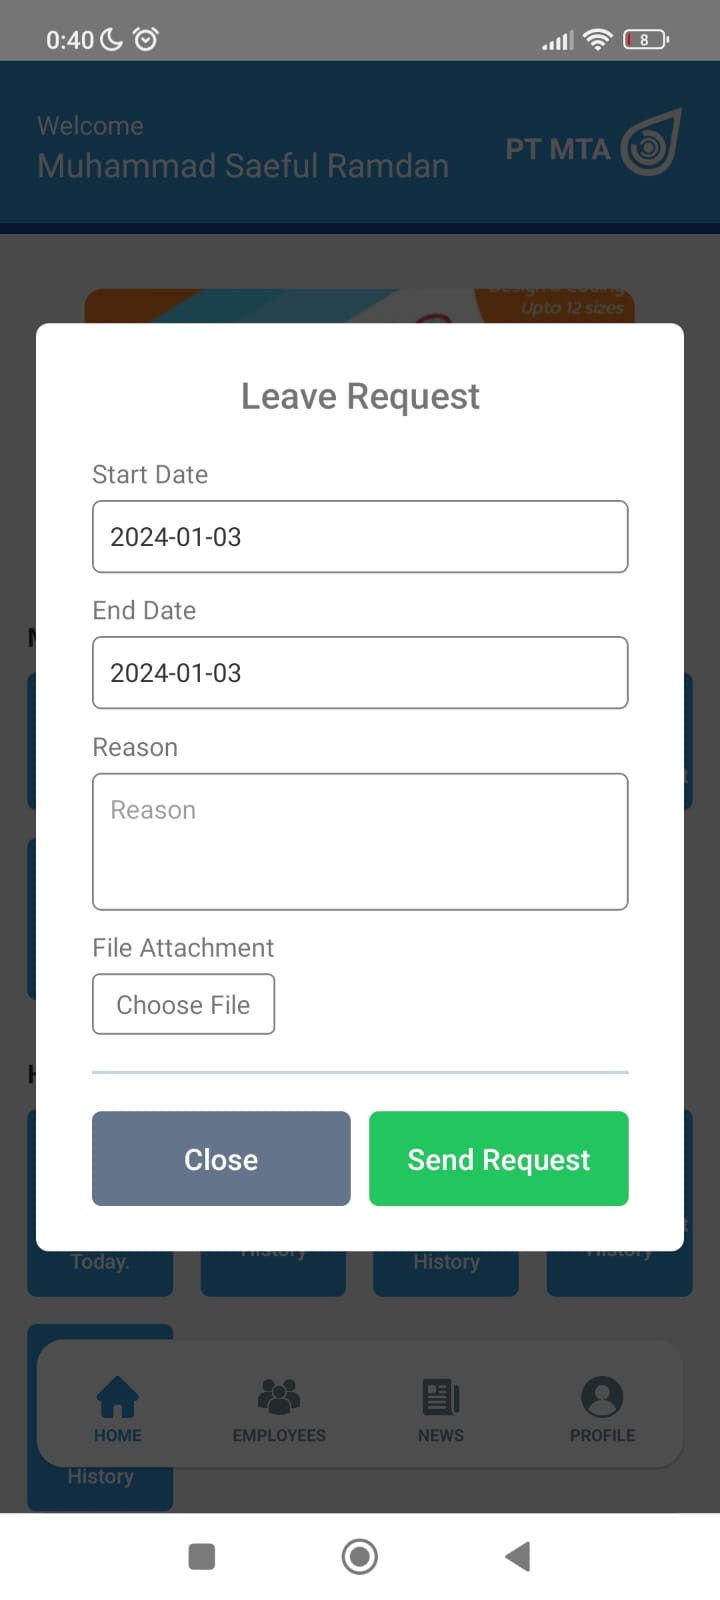 0:40
8
Welcome
Muhammad Saeful Ramdan
PT MTA
Upto 12 sizes
Leave Request
Start Date
2024-01-03
End Date
2024-01-03
Reason
Reason
File Attachment
Choose File
Close
Send Request
Today.
History
History
History
HOME
EMPLOYEES
NEWS
PROFILE
History